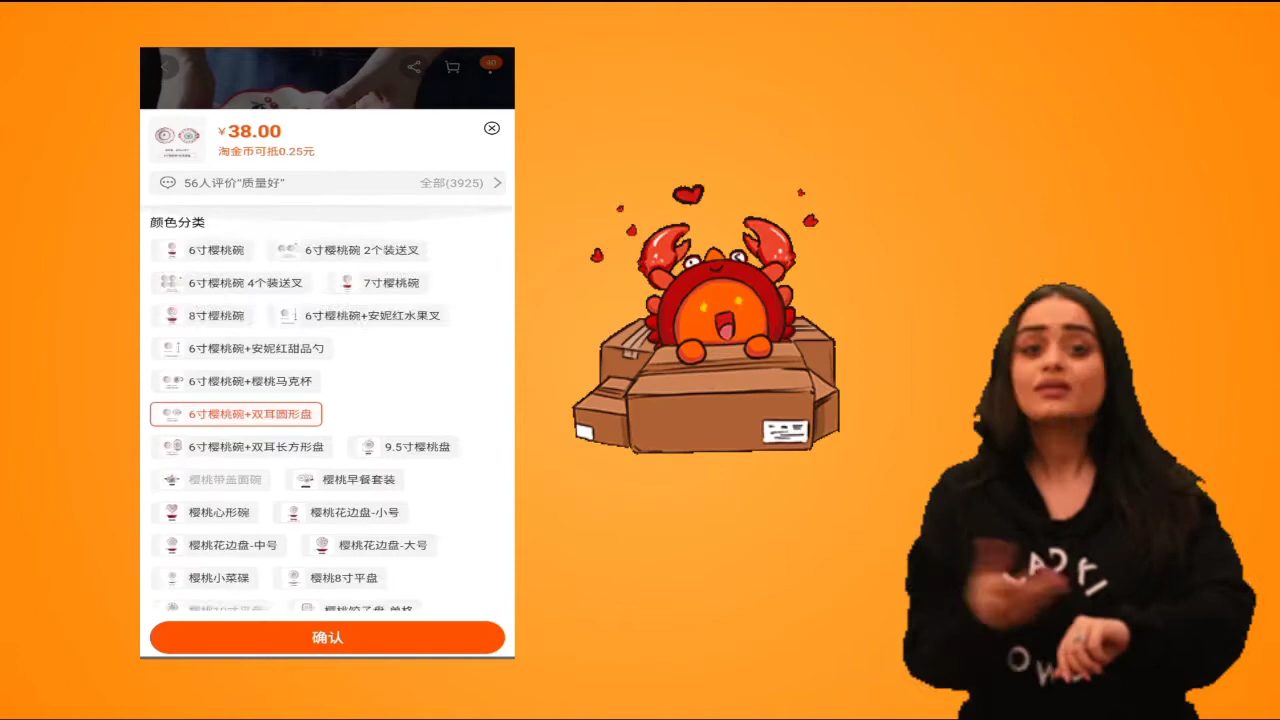 40
¥38.00
淘金币可抵0.25元
56人评价"质量好" 全部(3925)
颜色分类
6寸樱桃碗 6寸樱桃碗 2个装送叉
6寸樱桃碗 4个装送叉 7寸樱桃碗
8寸樱桃碗 6寸樱桃碗+安妮红水果叉
6寸樱桃碗+安妮红甜品勺
6寸樱桃碗+樱桃马克杯
6寸樱桃碗+双耳圆形盘
6寸樱桃碗+双耳长方形盘 9.5寸樱桃盘
樱桃带盖面碗 樱桃早餐套装
樱桃心形碗 樱桃花边盘-小号
樱桃花边盘-中号 樱桃花边盘-大号
樱桃小菜碟 樱桃8寸平盘
确认